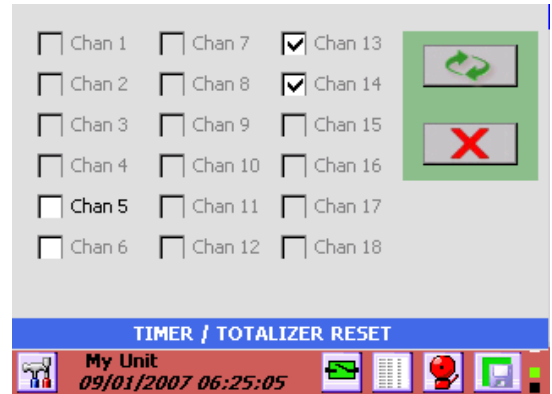 Chan 1 Chan 7 Chan 13
Chan 2 Chan 8 Chan 14
Chan 3 Chan 9 Chan 15
Chan 4 Chan 10 Chan 16
Chan 5 Chan 11 Chan 17
Chan 6 Chan 12 Chan 18
TIMER / TOTALIZER RESET
My Unit
09/01/2007 06:25:05